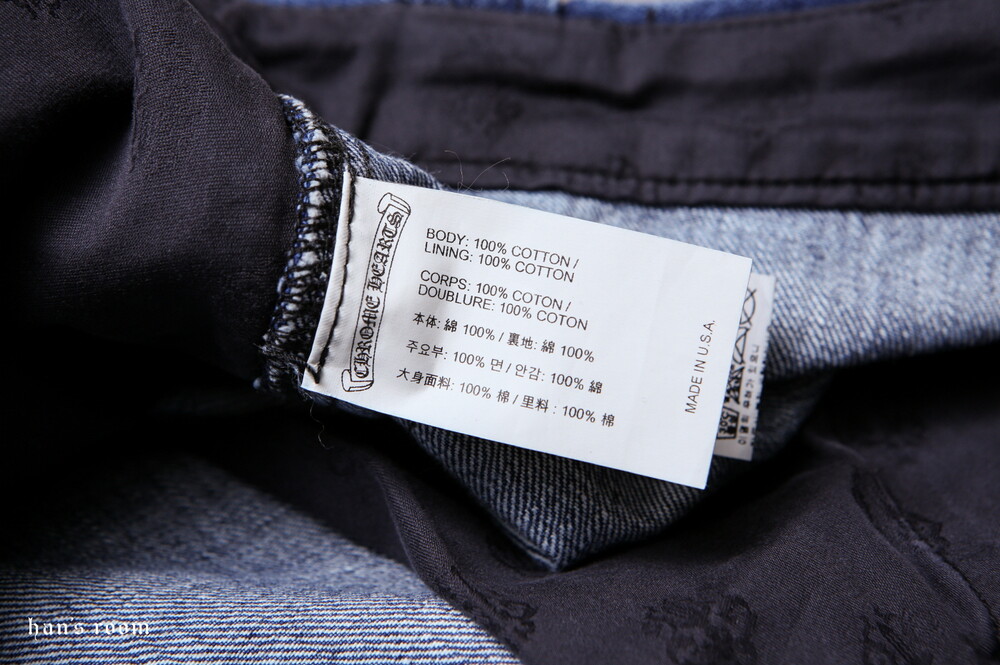 CHROME HEARTS
BODY: 100% COTTON /
LINING: 100% COTTON
CORPS: 100% COTON /
DOUBLURE: 100% COTON
本体: 綿 100% / 裏地: 綿 100%
주요부: 100% 면 / 안감: 100% 綿
大身面料: 100% 棉 / 里料 : 100% 棉
MADE IN U.S.A.
han's room